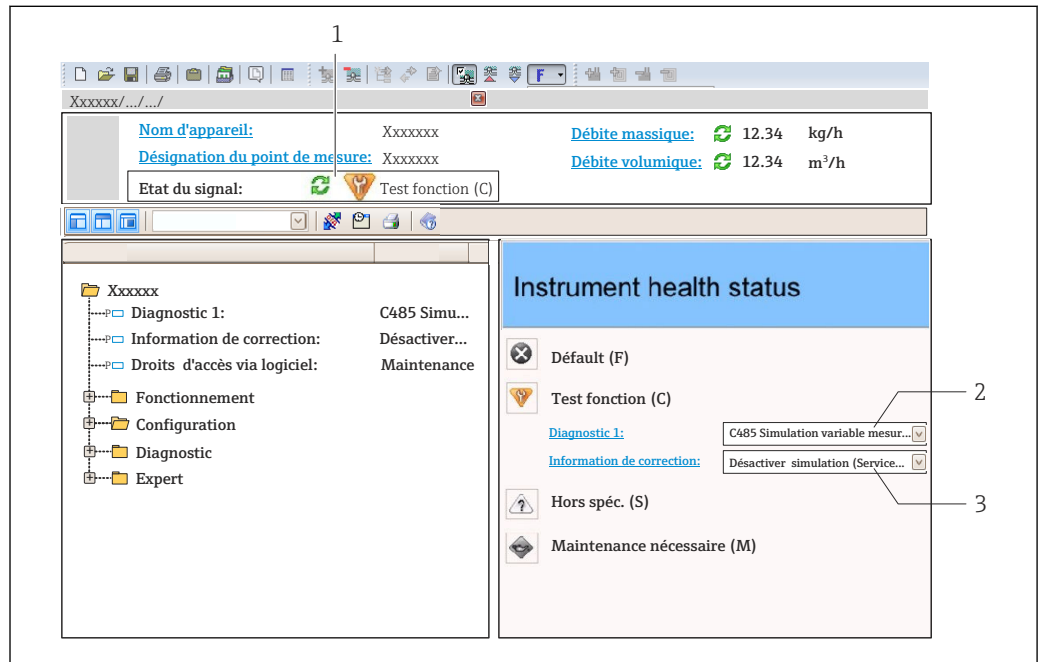 1
F
Xxxxxx/.../.../
Nom d'appareil: Xxxxxxx Débite massique: 12.34 kg/h
Désignation du point de mesure: Xxxxxxx Débite volumique: 12.34 m³/h
Etat du signal: Test fonction (C)
Xxxxxx
P Diagnostic 1: C485 Simu...
P Information de correction: Désactiver...
P Droits d'accès via logiciel: Maintenance
Fonctionnement
Configuration
Diagnostic
Expert
Instrument health status
Défault (F)
Test fonction (C)
2
Diagnostic 1: C485 Simulation variable mesur...
Information de correction: Désactiver simulation (Service...
3
Hors spéc. (S)
Maintenance nécessaire (M)